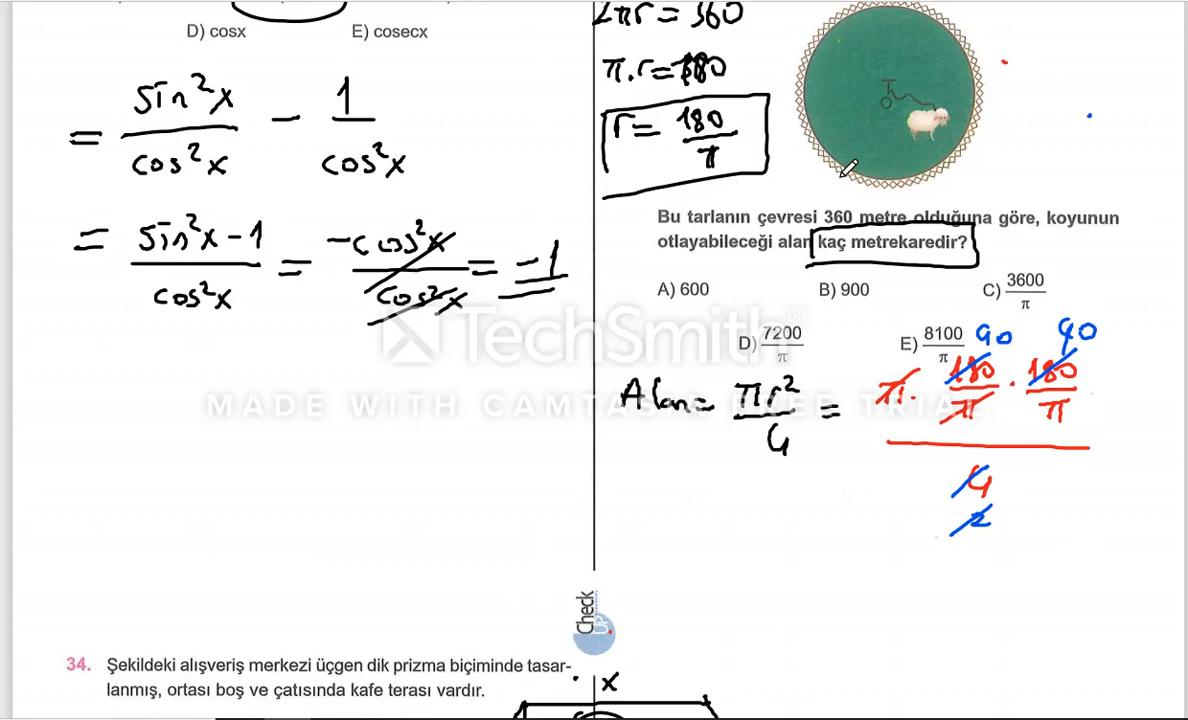 D) cosx
E) cosecx
= sin²x / cos²x − 1 / cos²x
= sin²x − 1 / cos²x = −cos²x / cos²x = −1
2πr = 360
π.r = 180
r = 180 / π
O
Bu tarlanın çevresi 360 metre olduğuna göre, koyunun
otlayabileceği alan kaç metrekaredir?
A) 600
B) 900
C) 3600 / π
D) 7200 / π
E) 8100 / π
90 90
Alan = πr² / 4 = π . 180 / π . 180 / π
4
2
TechSmith®
MADE WITH CAMTASIA FREE TRIAL
Check
UP
34. Şekildeki alışveriş merkezi üçgen dik prizma biçiminde tasar-
lanmış, ortası boş ve çatısında kafe terası vardır.
x